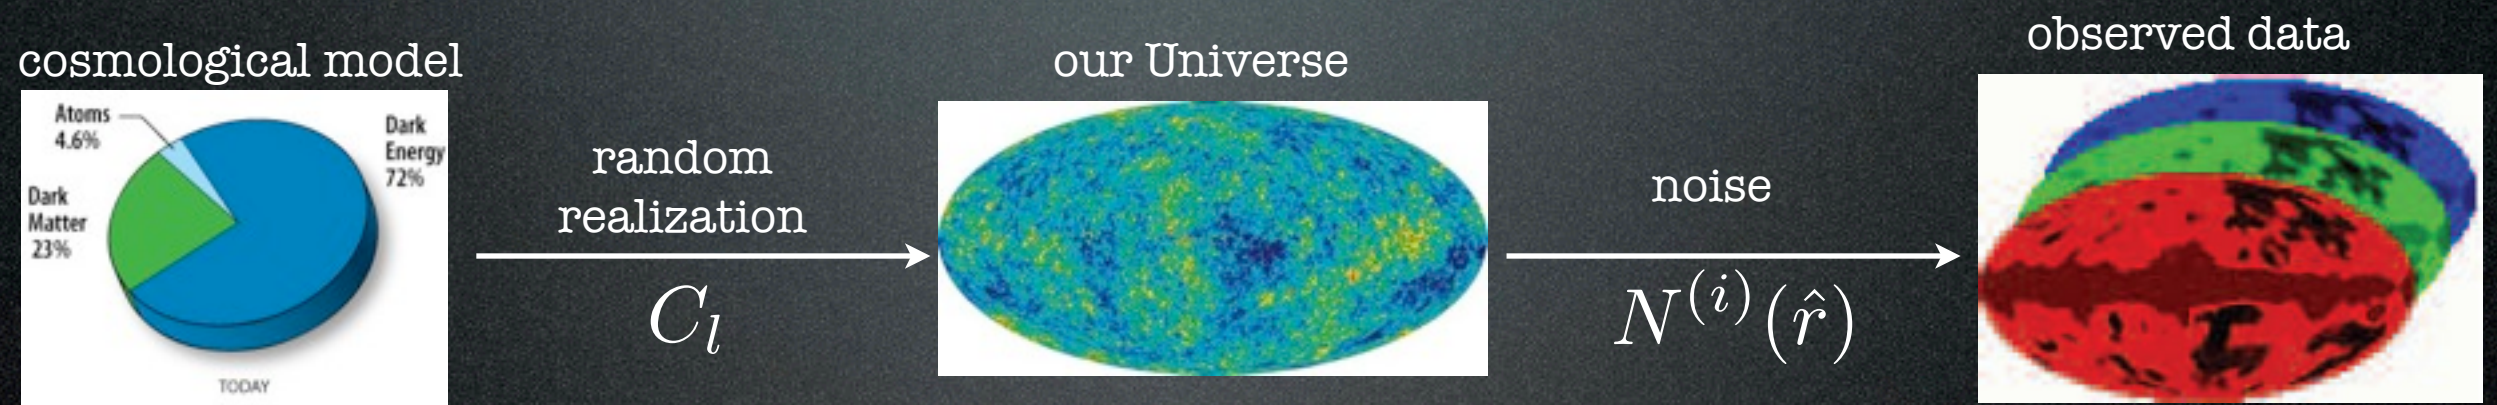 cosmological model
Atoms
4.6%
Dark
Energy
72%
Dark
Matter
23%
TODAY
random
realization
C_l
our Universe
noise
N^{(i)}(\hat{r})
observed data